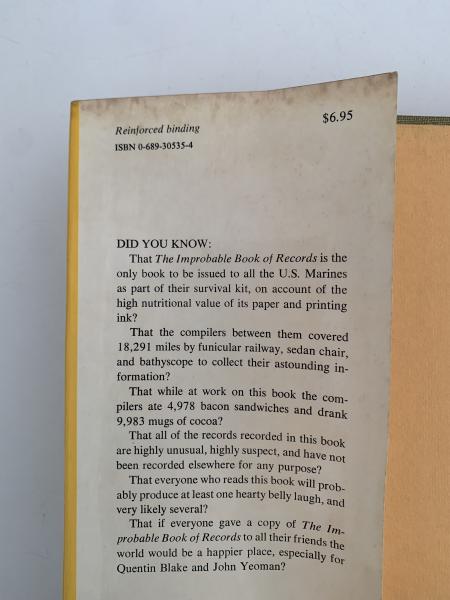 Reinforced binding
$6.95
ISBN 0-689-30535-4
DID YOU KNOW:
That The Improbable Book of Records is the
only book to be issued to all the U.S. Marines
as part of their survival kit, on account of the
high nutritional value of its paper and printing
ink?
That the compilers between them covered
18,291 miles by funicular railway, sedan chair,
and bathyscope to collect their astounding in-
formation?
That while at work on this book the com-
pilers ate 4,978 bacon sandwiches and drank
9,983 mugs of cocoa?
That all of the records recorded in this book
are highly unusual, highly suspect, and have not
been recorded elsewhere for any purpose?
That everyone who reads this book will prob-
ably produce at least one hearty belly laugh, and
very likely several?
That if everyone gave a copy of The Im-
probable Book of Records to all their friends the
world would be a happier place, especially for
Quentin Blake and John Yeoman?